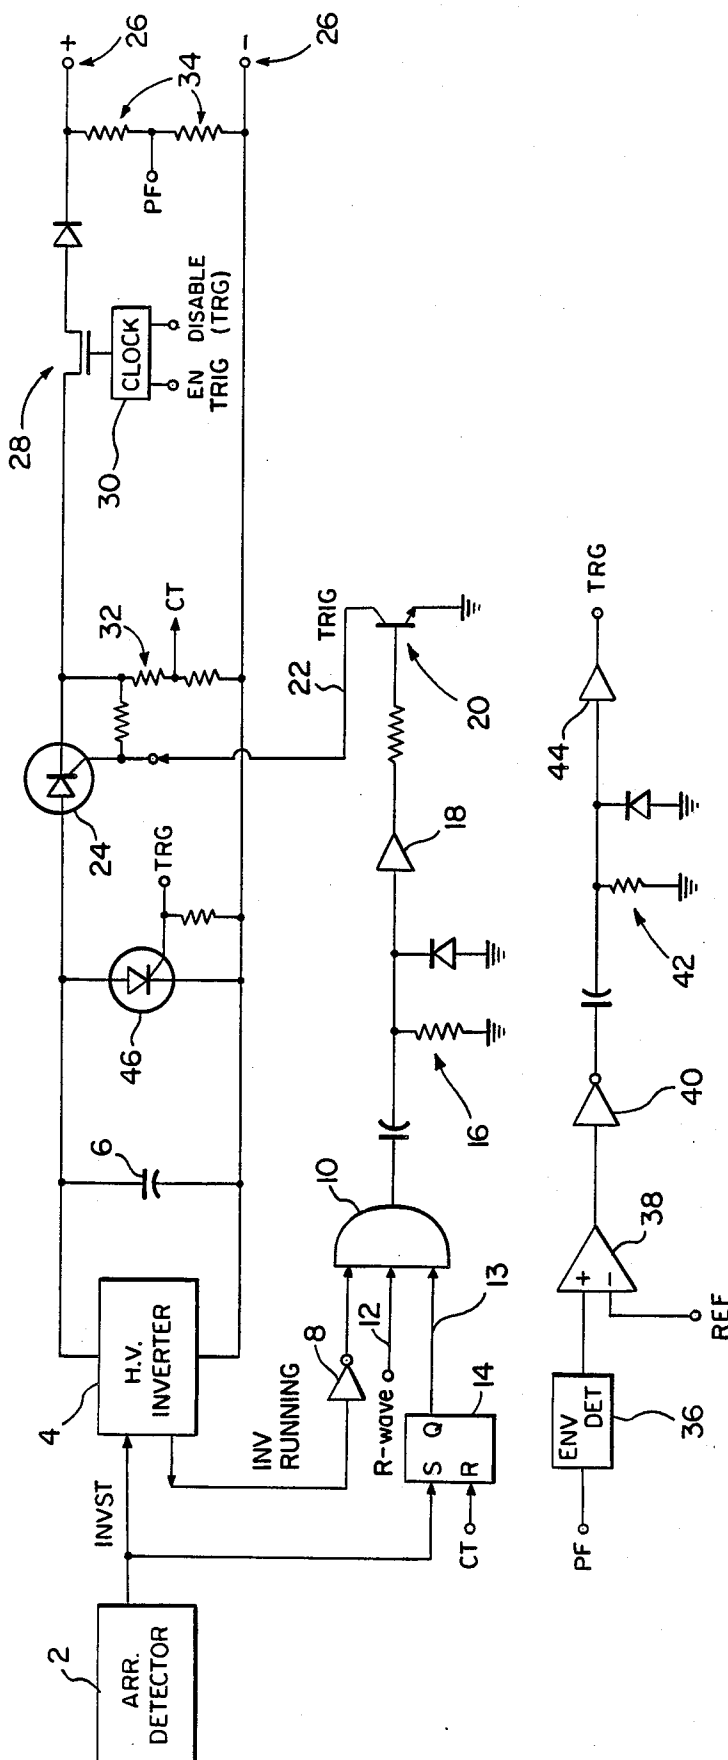 2
ARR.
DETECTOR
INVST
4
H.V.
INVERTER
6
46
TRG
24
32
CT
28
30
CLOCK
EN
TRIG
DISABLE
(TRG)
+
26
34
PF
-
26
INV
RUNNING
8
R-wave
12
10
13
14
S
Q
R
CT
16
18
20
22
TRIG
PF
ENV
DET
36
+
-
38
REF
40
42
44
TRG